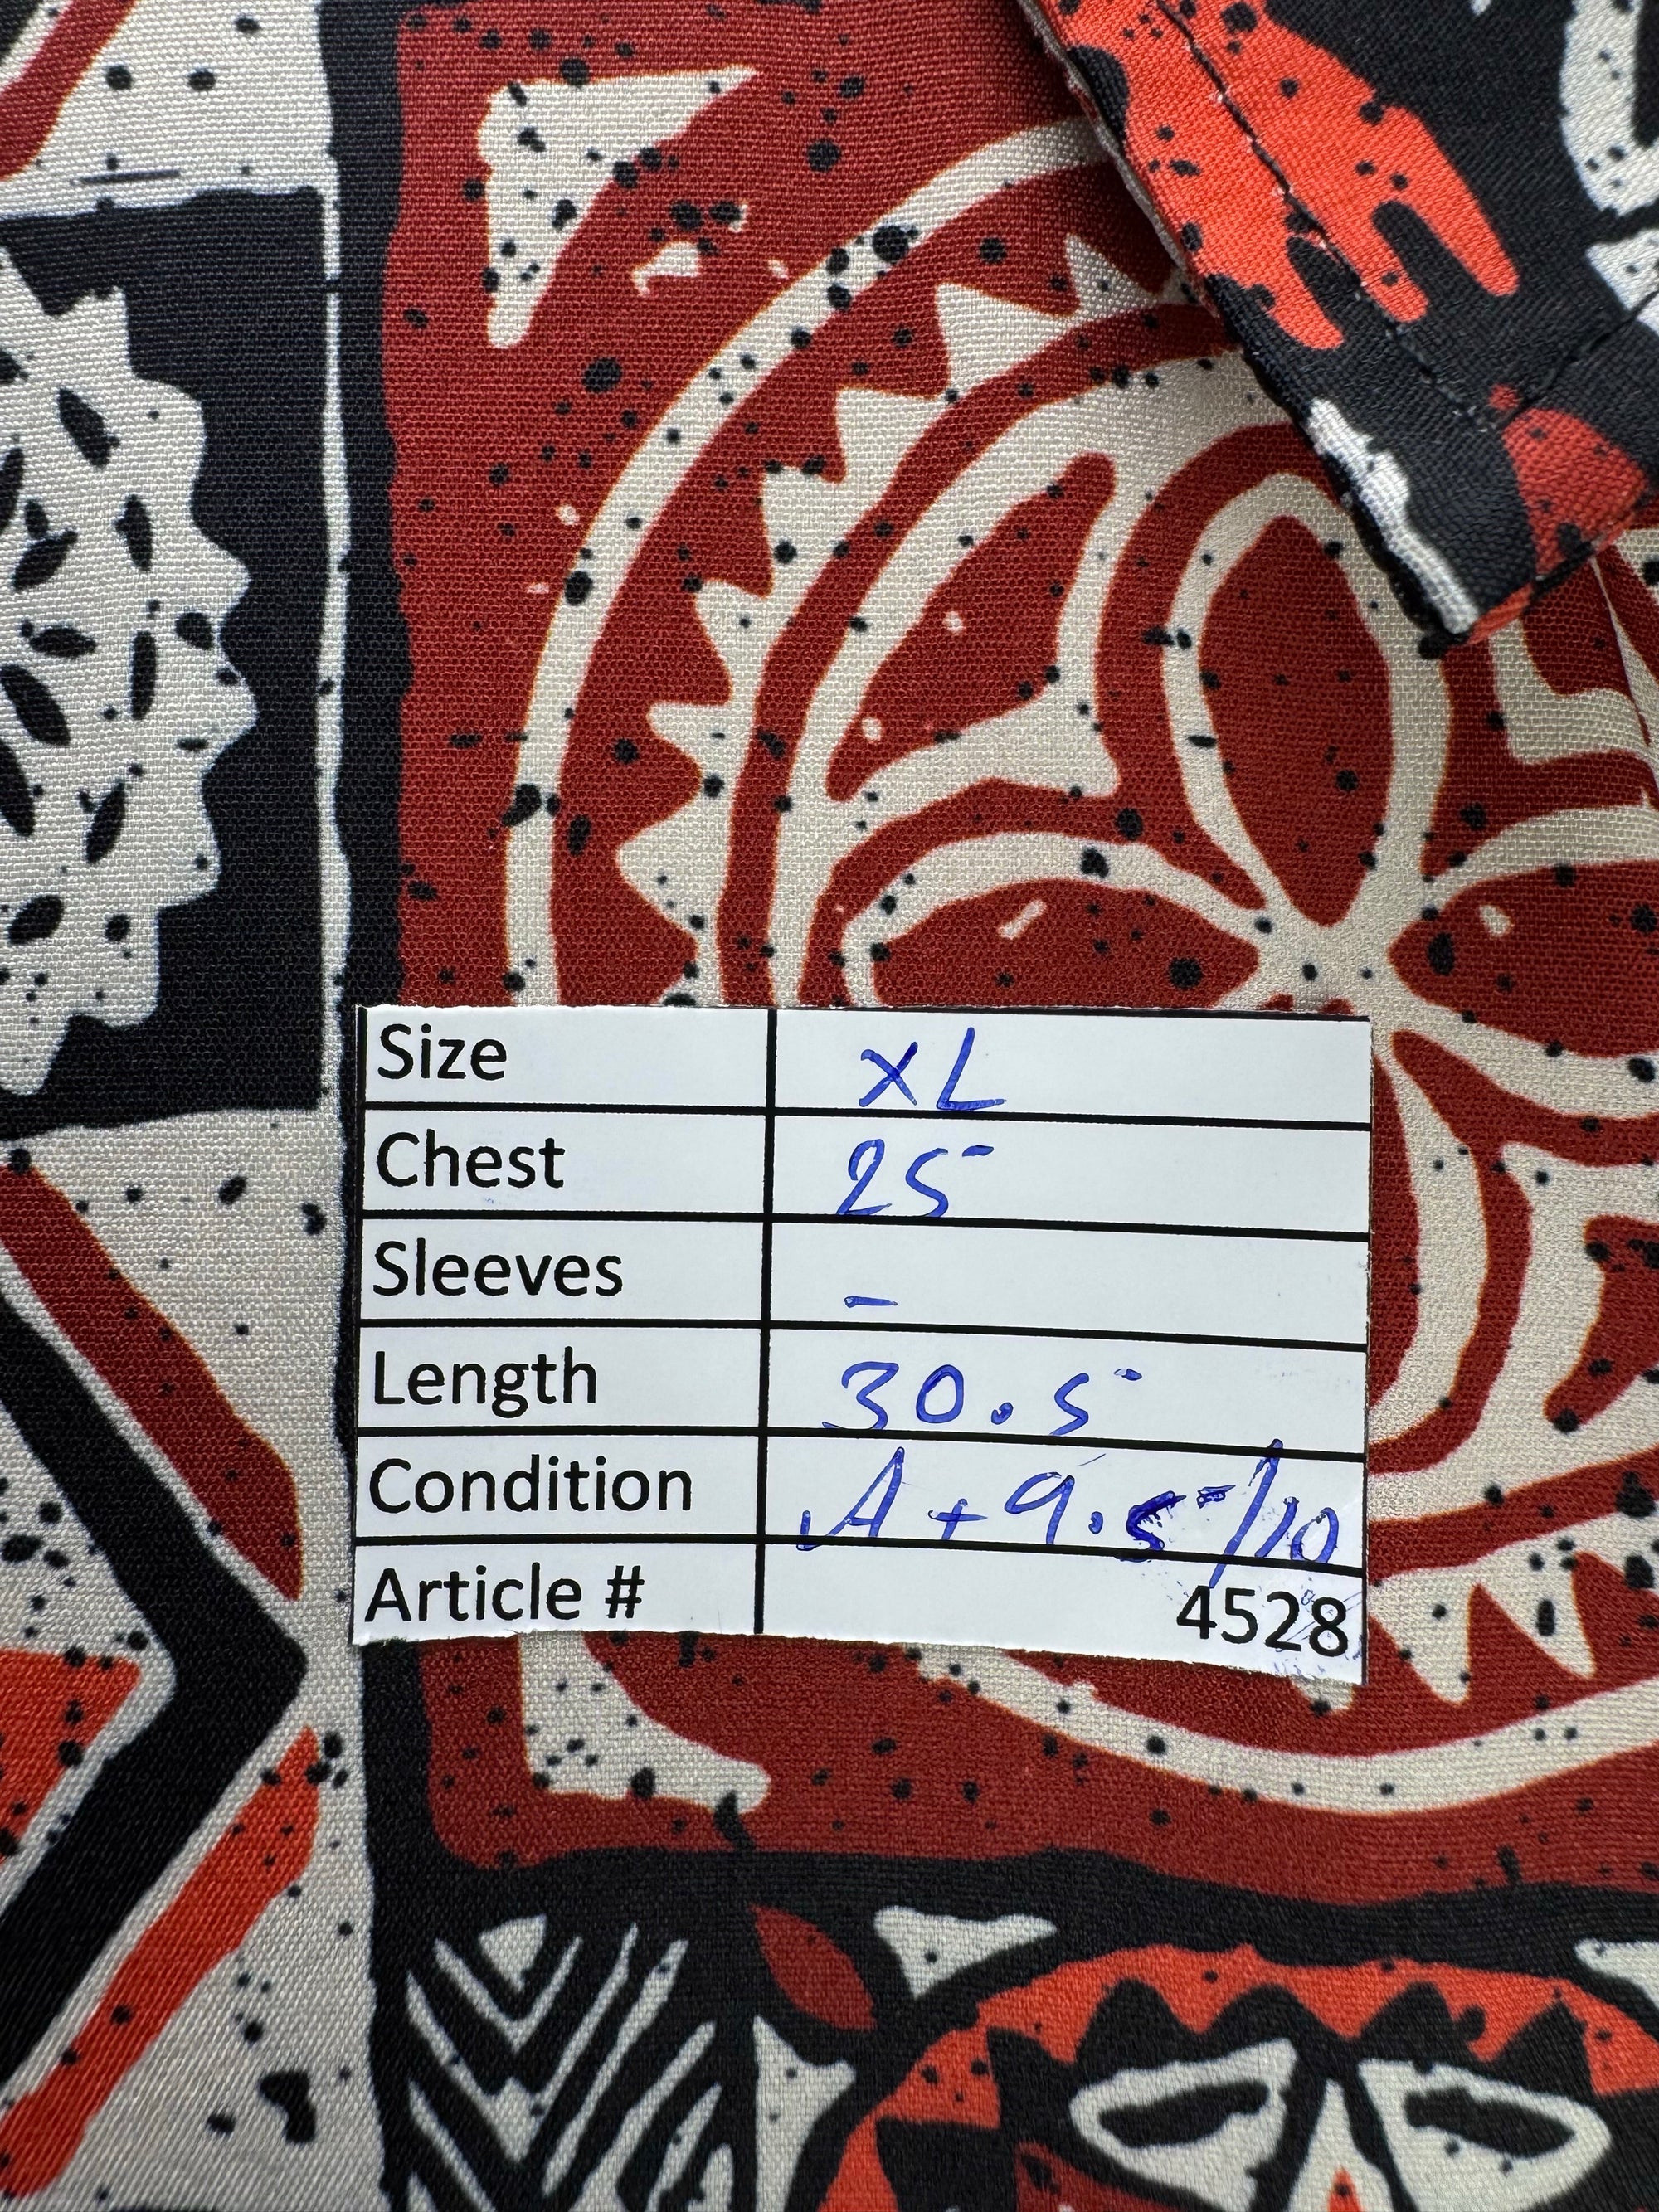 Size XL
Chest 25
Sleeves -
Length 30.5
Condition A+ 9.5/10
Article # 4528